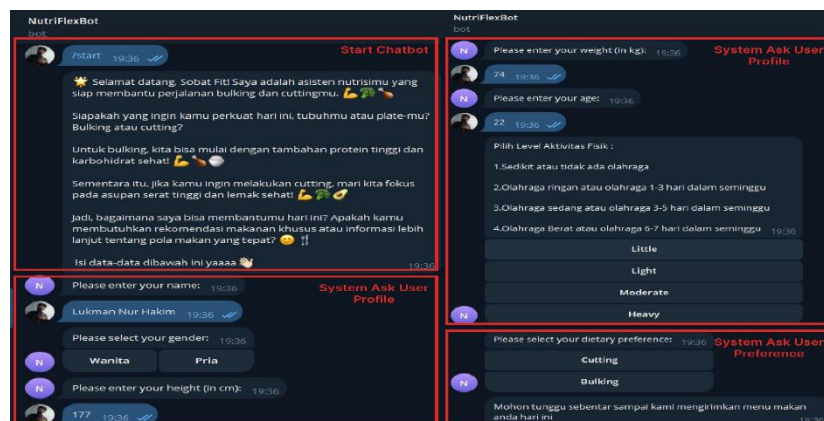 NutriFlexBot
bot
/start 19:36
Start Chatbot
🌟 Selamat datang, Sobat Fit! Saya adalah asisten nutrisimu yang
siap membantu perjalanan bulking dan cuttingmu. 💪🥦🍗
Siapakah yang ingin kamu perkuat hari ini, tubuhmu atau plate-mu?
Bulking atau cutting?
Untuk bulking, kita bisa mulai dengan tambahan protein tinggi dan
karbohidrat sehat! 💪🍗🍚
Sementara itu, jika kamu ingin melakukan cutting, mari kita fokus
pada asupan serat tinggi dan lemak sehat! 💪🥦🥑
Jadi, bagaimana saya bisa membantumu hari ini? Apakah kamu
membutuhkan rekomendasi makanan khusus atau informasi lebih
lanjut tentang pola makan yang tepat? 😊🍴
Isi data-data dibawah ini yaaaa 👋
19:36
N
Please enter your name: 19:36
System Ask User
Profile
Lukman Nur Hakim 19:36
Please select your gender: 19:36
N
Wanita
Pria
N
Please enter your height (in cm): 19:36
177 19:36
NutriFlexBot
bot
N
Please enter your weight (in kg): 19:36
System Ask User
Profile
74 19:36
N
Please enter your age: 19:36
22 19:36
Pilih Level Aktivitas Fisik :
1.Sedikit atau tidak ada olahraga
2.Olahraga ringan atau olahraga 1-3 hari dalam seminggu
3.Olahraga sedang atau olahraga 3-5 hari dalam seminggu
4.Olahraga Berat atau olahraga 6-7 hari dalam seminggu 19:36
Little
Light
Moderate
N
Heavy
Please select your dietary preference: 19:36
System Ask User
Preference
Cutting
N
Bulking
Mohon tunggu sebentar sampai kami mengirimkan menu makan
anda hari ini
19:36